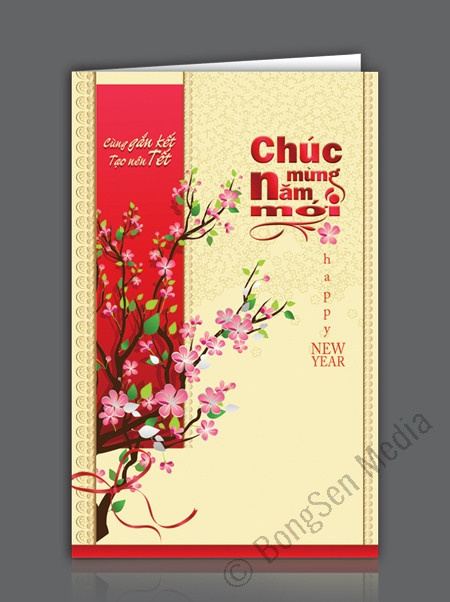 Cùng gắn kết
Tạo nên Tết
Chúc
mừng
năm
mới
happy
NEW
YEAR
© BongSen Media